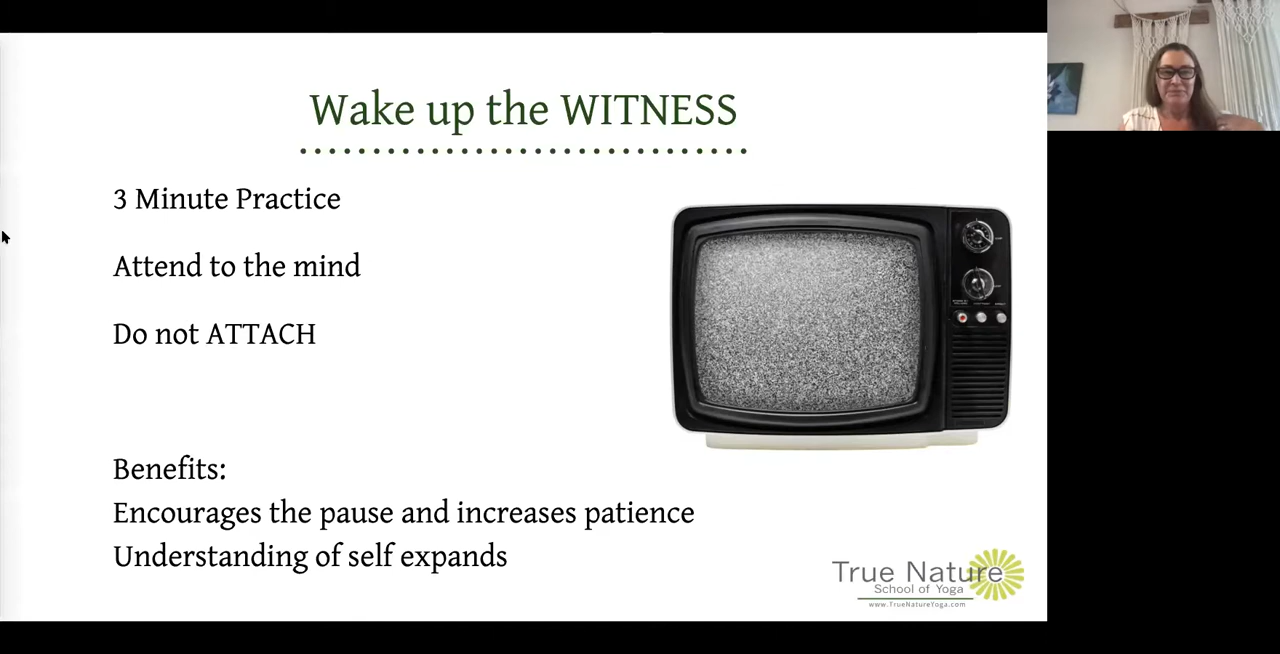 Wake up the WITNESS
3 Minute Practice
Attend to the mind
Do not ATTACH
Benefits:
Encourages the pause and increases patience
Understanding of self expands
True Nature
School of Yoga
www.TrueNatureYoga.com